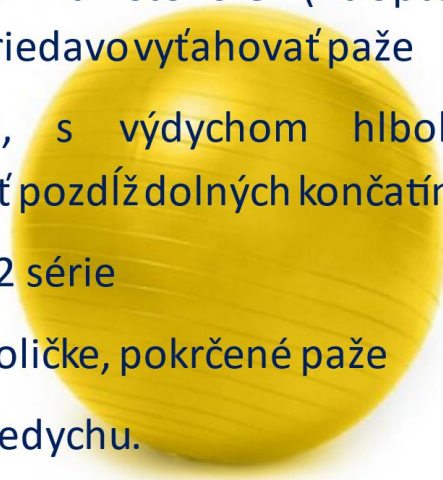 riedavo vyťahovať paže
, s výdychom hlbo
ť pozdĺž dolných končatín
2 série
oličke, pokrčené paže
edychu.